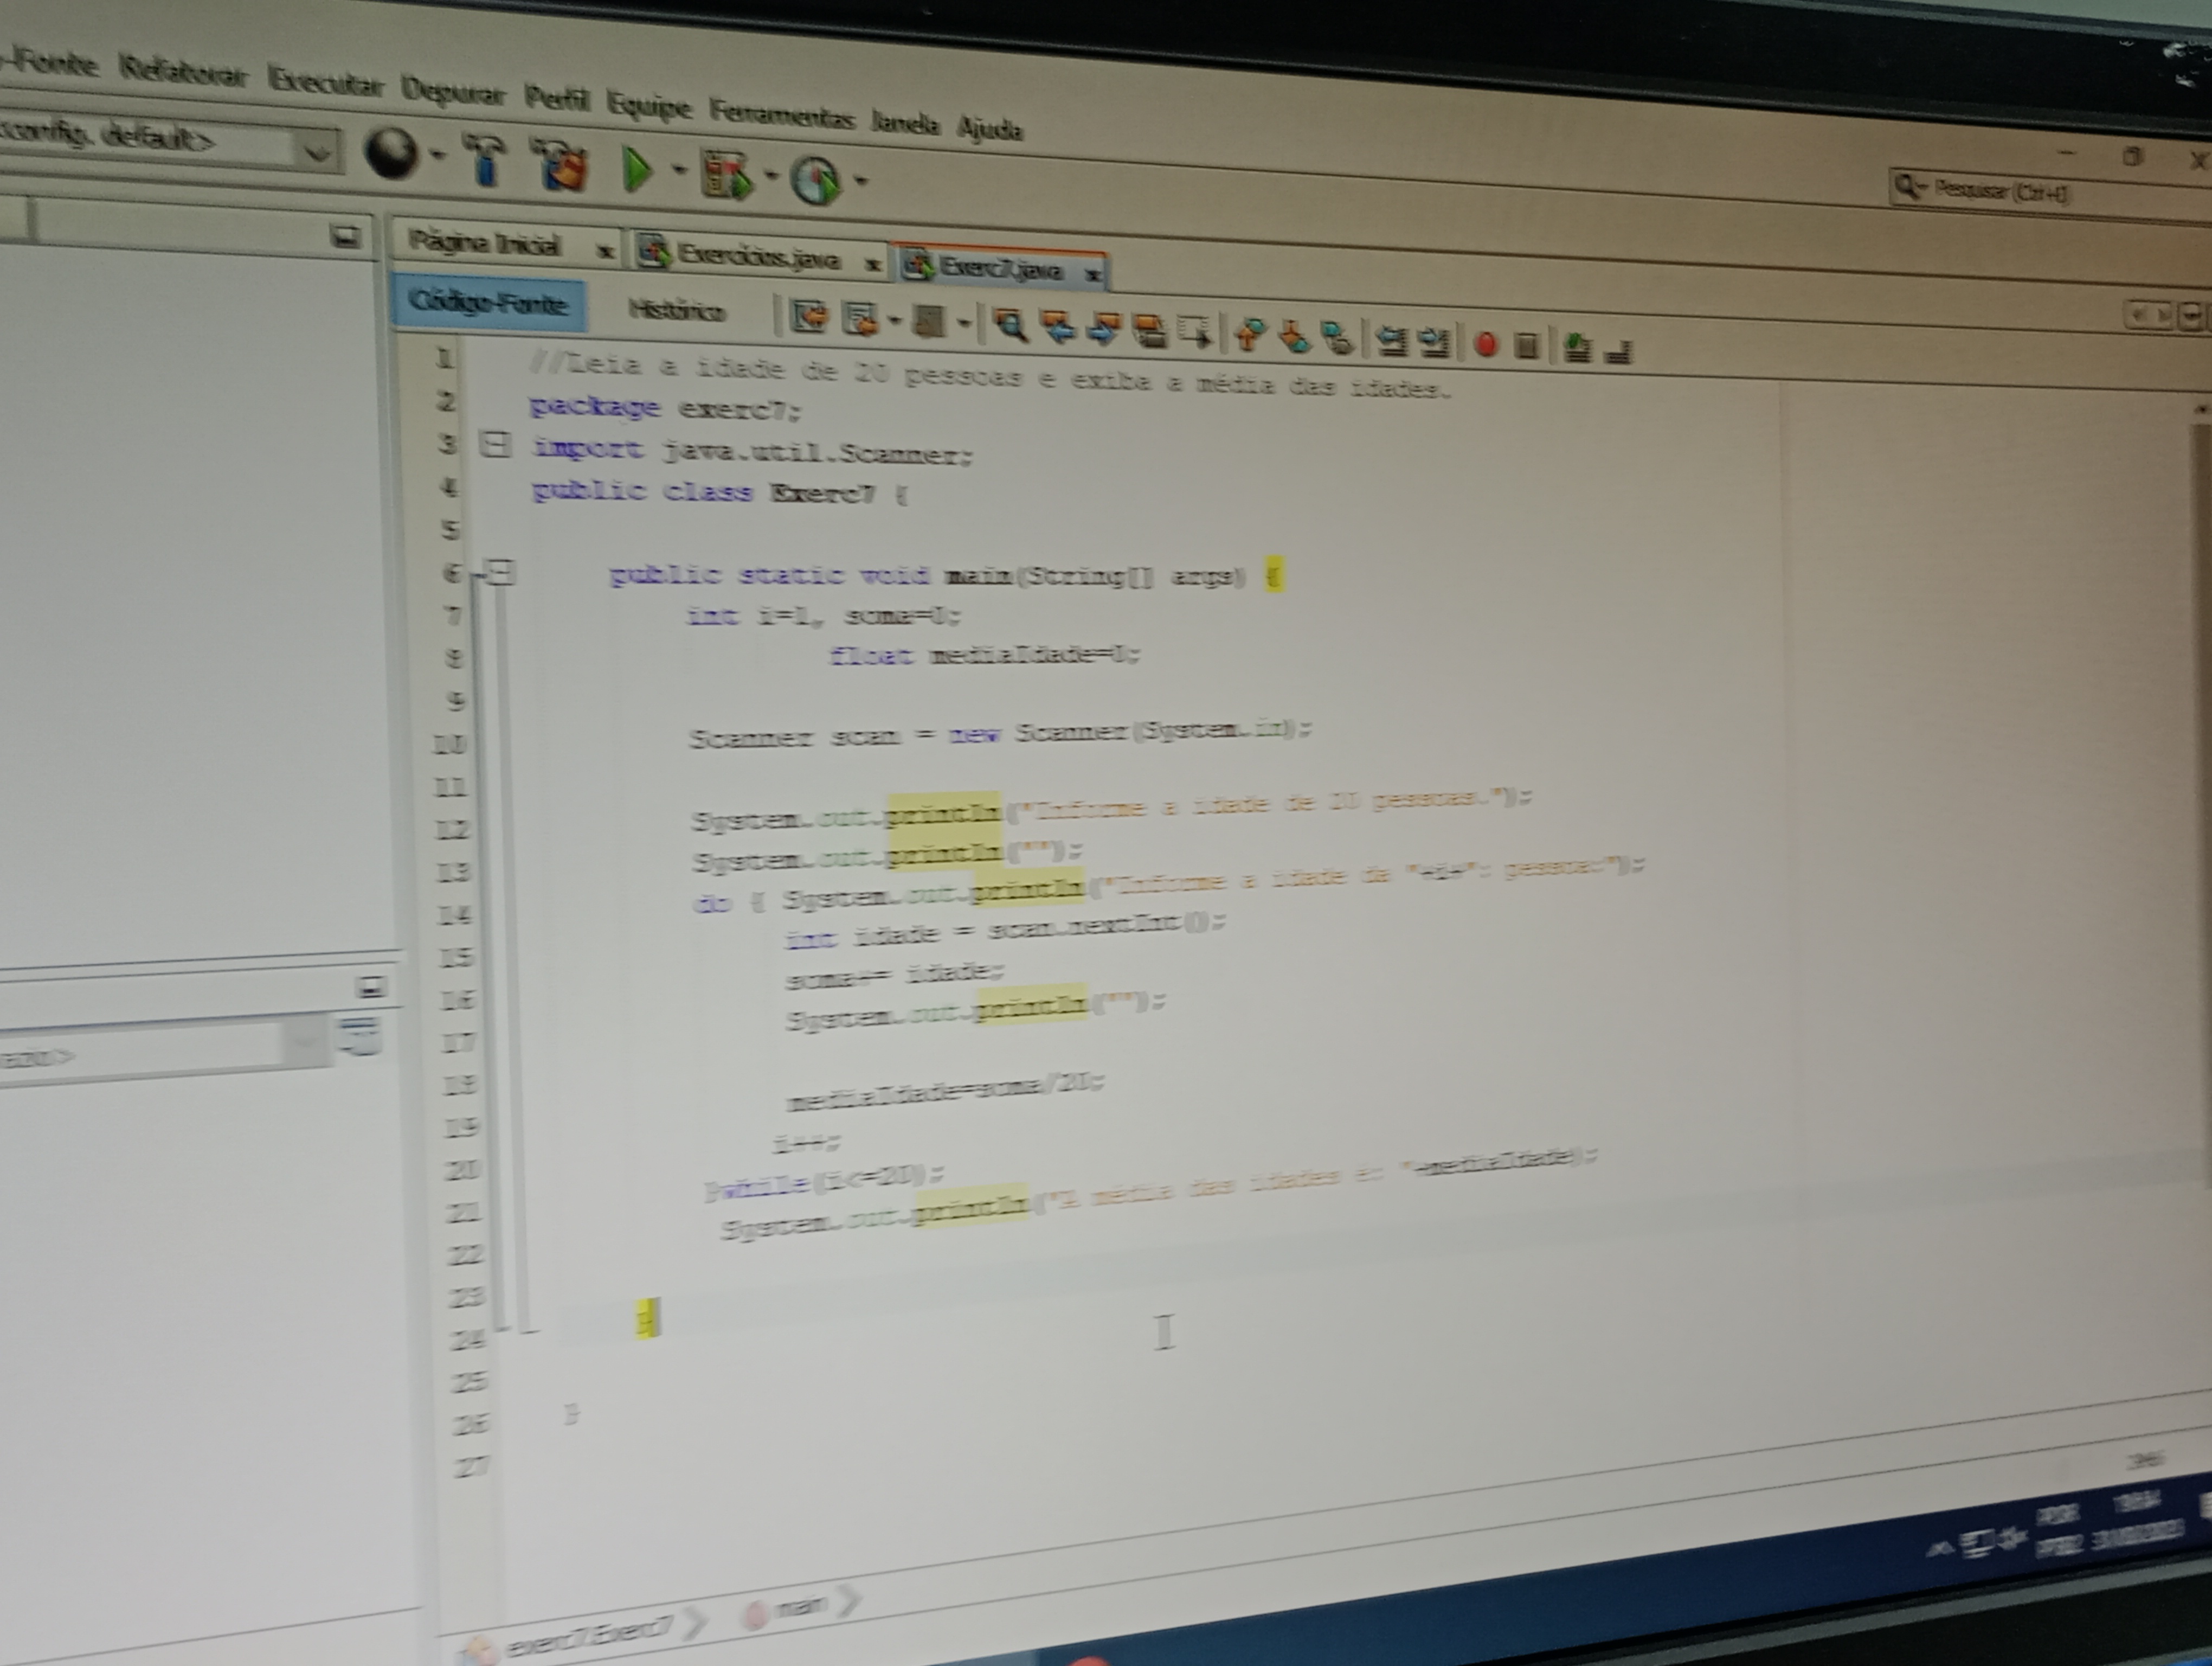 -Fonte Refatorar Executar Depurar Perfil Equipe Ferramentas Janela Ajuda
<config. default>
Pesquisar (Ctrl+I)
Página Inicial x Exercicios.java x Exerc7.java x
Código-Fonte Histórico
1 //Leia a idade de 20 pessoas e exiba a média das idades.
2 package exerc7;
3 import java.util.Scanner;
4 public class Exerc7 {
5
6 public static void main(String[] args) {
7 int i=1, soma=0;
8 float mediaIdade=0;
9
10 Scanner scan = new Scanner(System.in);
11
12 System.out.println("Informe a idade de 20 pessoas.");
13 System.out.println("");
14 do { System.out.println("Informe a idade da "+i+": pessoa:");
15 int idade = scan.nextInt();
16 soma+= idade;
17 System.out.println("");
18
19 mediaIdade=soma/20;
20 i++;
21 }while(i<=20);
22 System.out.println("A média das idades e: "+mediaIdade);
23
24 }
25
26 }
27
exerc7.Exerc7 main